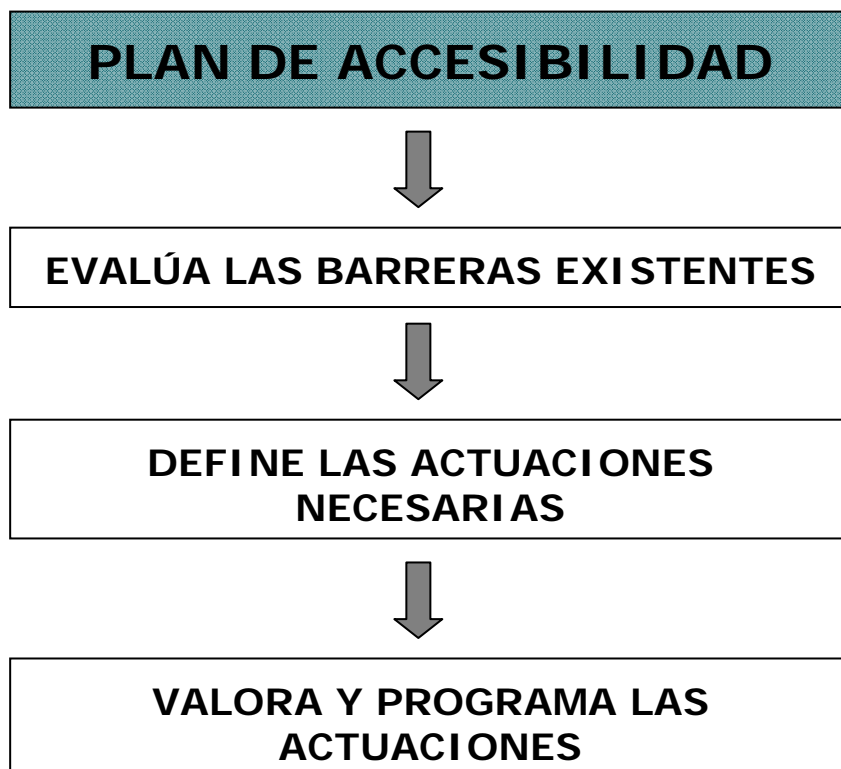 PLAN DE ACCESIBILIDAD
EVALÚA LAS BARRERAS EXISTENTES
DEFINE LAS ACTUACIONES
NECESARIAS
VALORA Y PROGRAMA LAS
ACTUACIONES